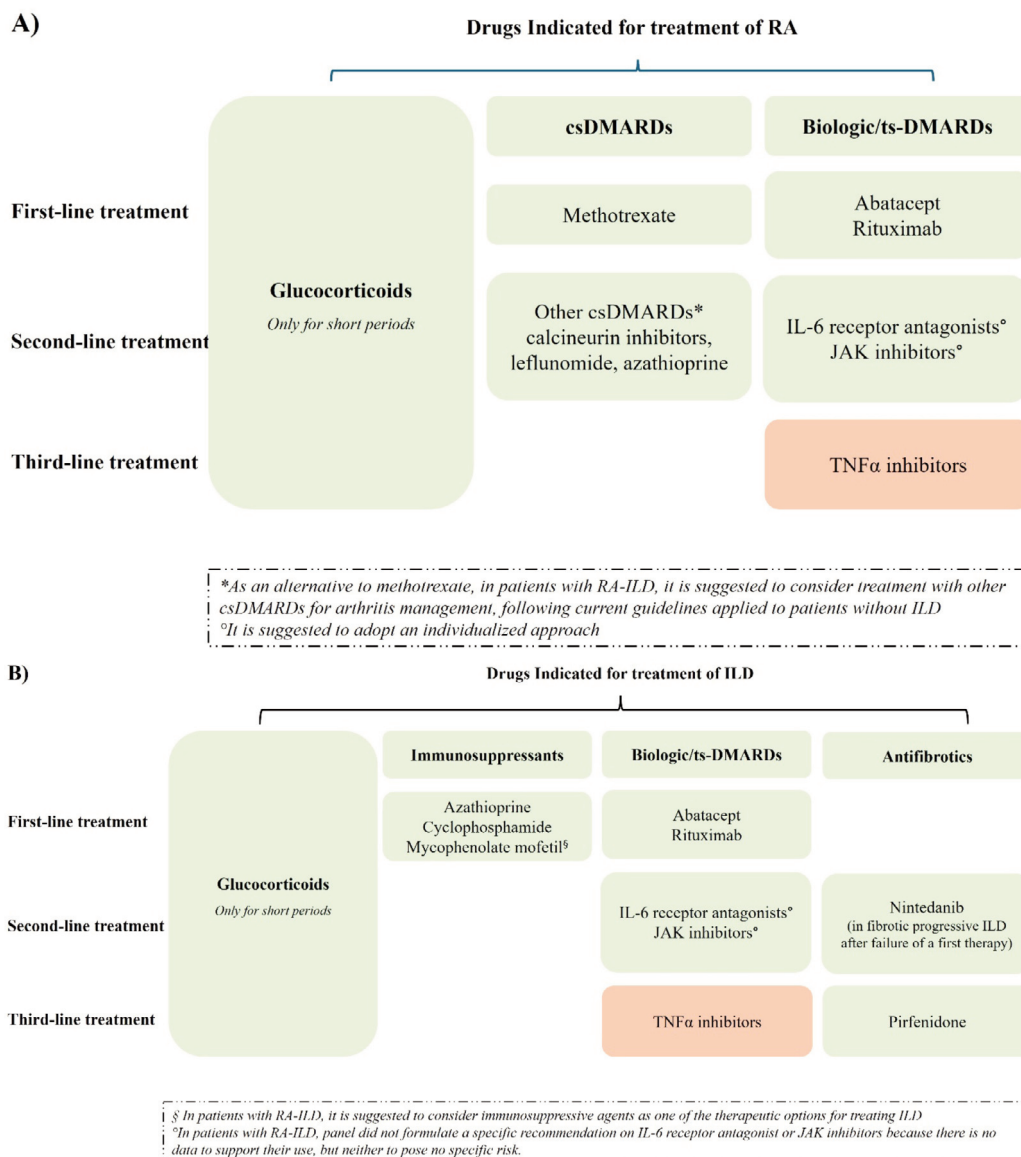 A)
Drugs Indicated for treatment of RA
csDMARDs
Biologic/ts-DMARDs
First-line treatment
Methotrexate
Abatacept
Rituximab
Glucocorticoids
Only for short periods
Second-line treatment
Other csDMARDs*
calcineurin inhibitors,
leflunomide, azathioprine
IL-6 receptor antagonists°
JAK inhibitors°
Third-line treatment
TNFα inhibitors
*As an alternative to methotrexate, in patients with RA-ILD, it is suggested to consider treatment with other
csDMARDs for arthritis management, following current guidelines applied to patients without ILD
°It is suggested to adopt an individualized approach
B)
Drugs Indicated for treatment of ILD
Immunosuppressants
Biologic/ts-DMARDs
Antifibrotics
First-line treatment
Azathioprine
Cyclophosphamide
Mycophenolate mofetil§
Abatacept
Rituximab
Glucocorticoids
Only for short periods
Second-line treatment
IL-6 receptor antagonists°
JAK inhibitors°
Nintedanib
(in fibrotic progressive ILD
after failure of a first therapy)
Third-line treatment
TNFα inhibitors
Pirfenidone
§ In patients with RA-ILD, it is suggested to consider immunosuppressive agents as one of the therapeutic options for treating ILD
°In patients with RA-ILD, panel did not formulate a specific recommendation on IL-6 receptor antagonist or JAK inhibitors because there is no
data to support their use, but neither to pose no specific risk.